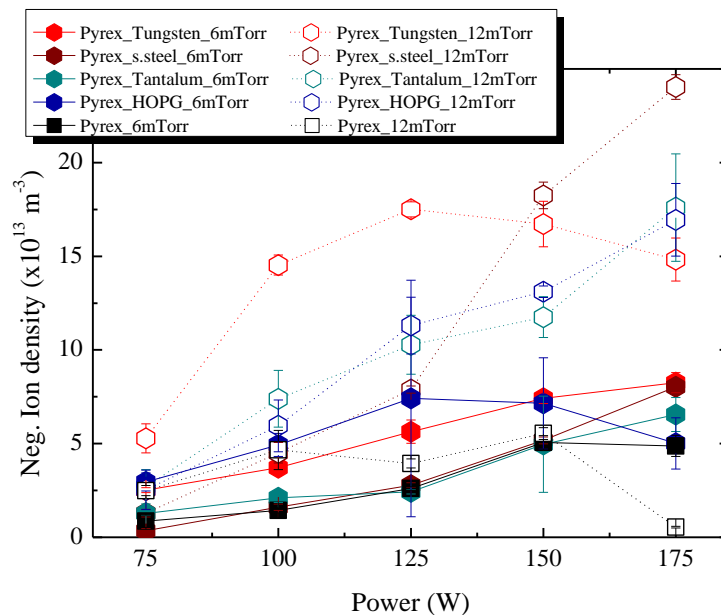 Pyrex_Tungsten_6mTorr Pyrex_Tungsten_12mTorr
Pyrex_s.steel_6mTorr Pyrex_s.steel_12mTorr
Pyrex_Tantalum_6mTorr Pyrex_Tantalum_12mTorr
Pyrex_HOPG_6mTorr Pyrex_HOPG_12mTorr
Pyrex_6mTorr Pyrex_12mTorr
Neg. Ion density (x10¹³ m⁻³)
20
15
10
5
0
75 100 125 150 175
Power (W)